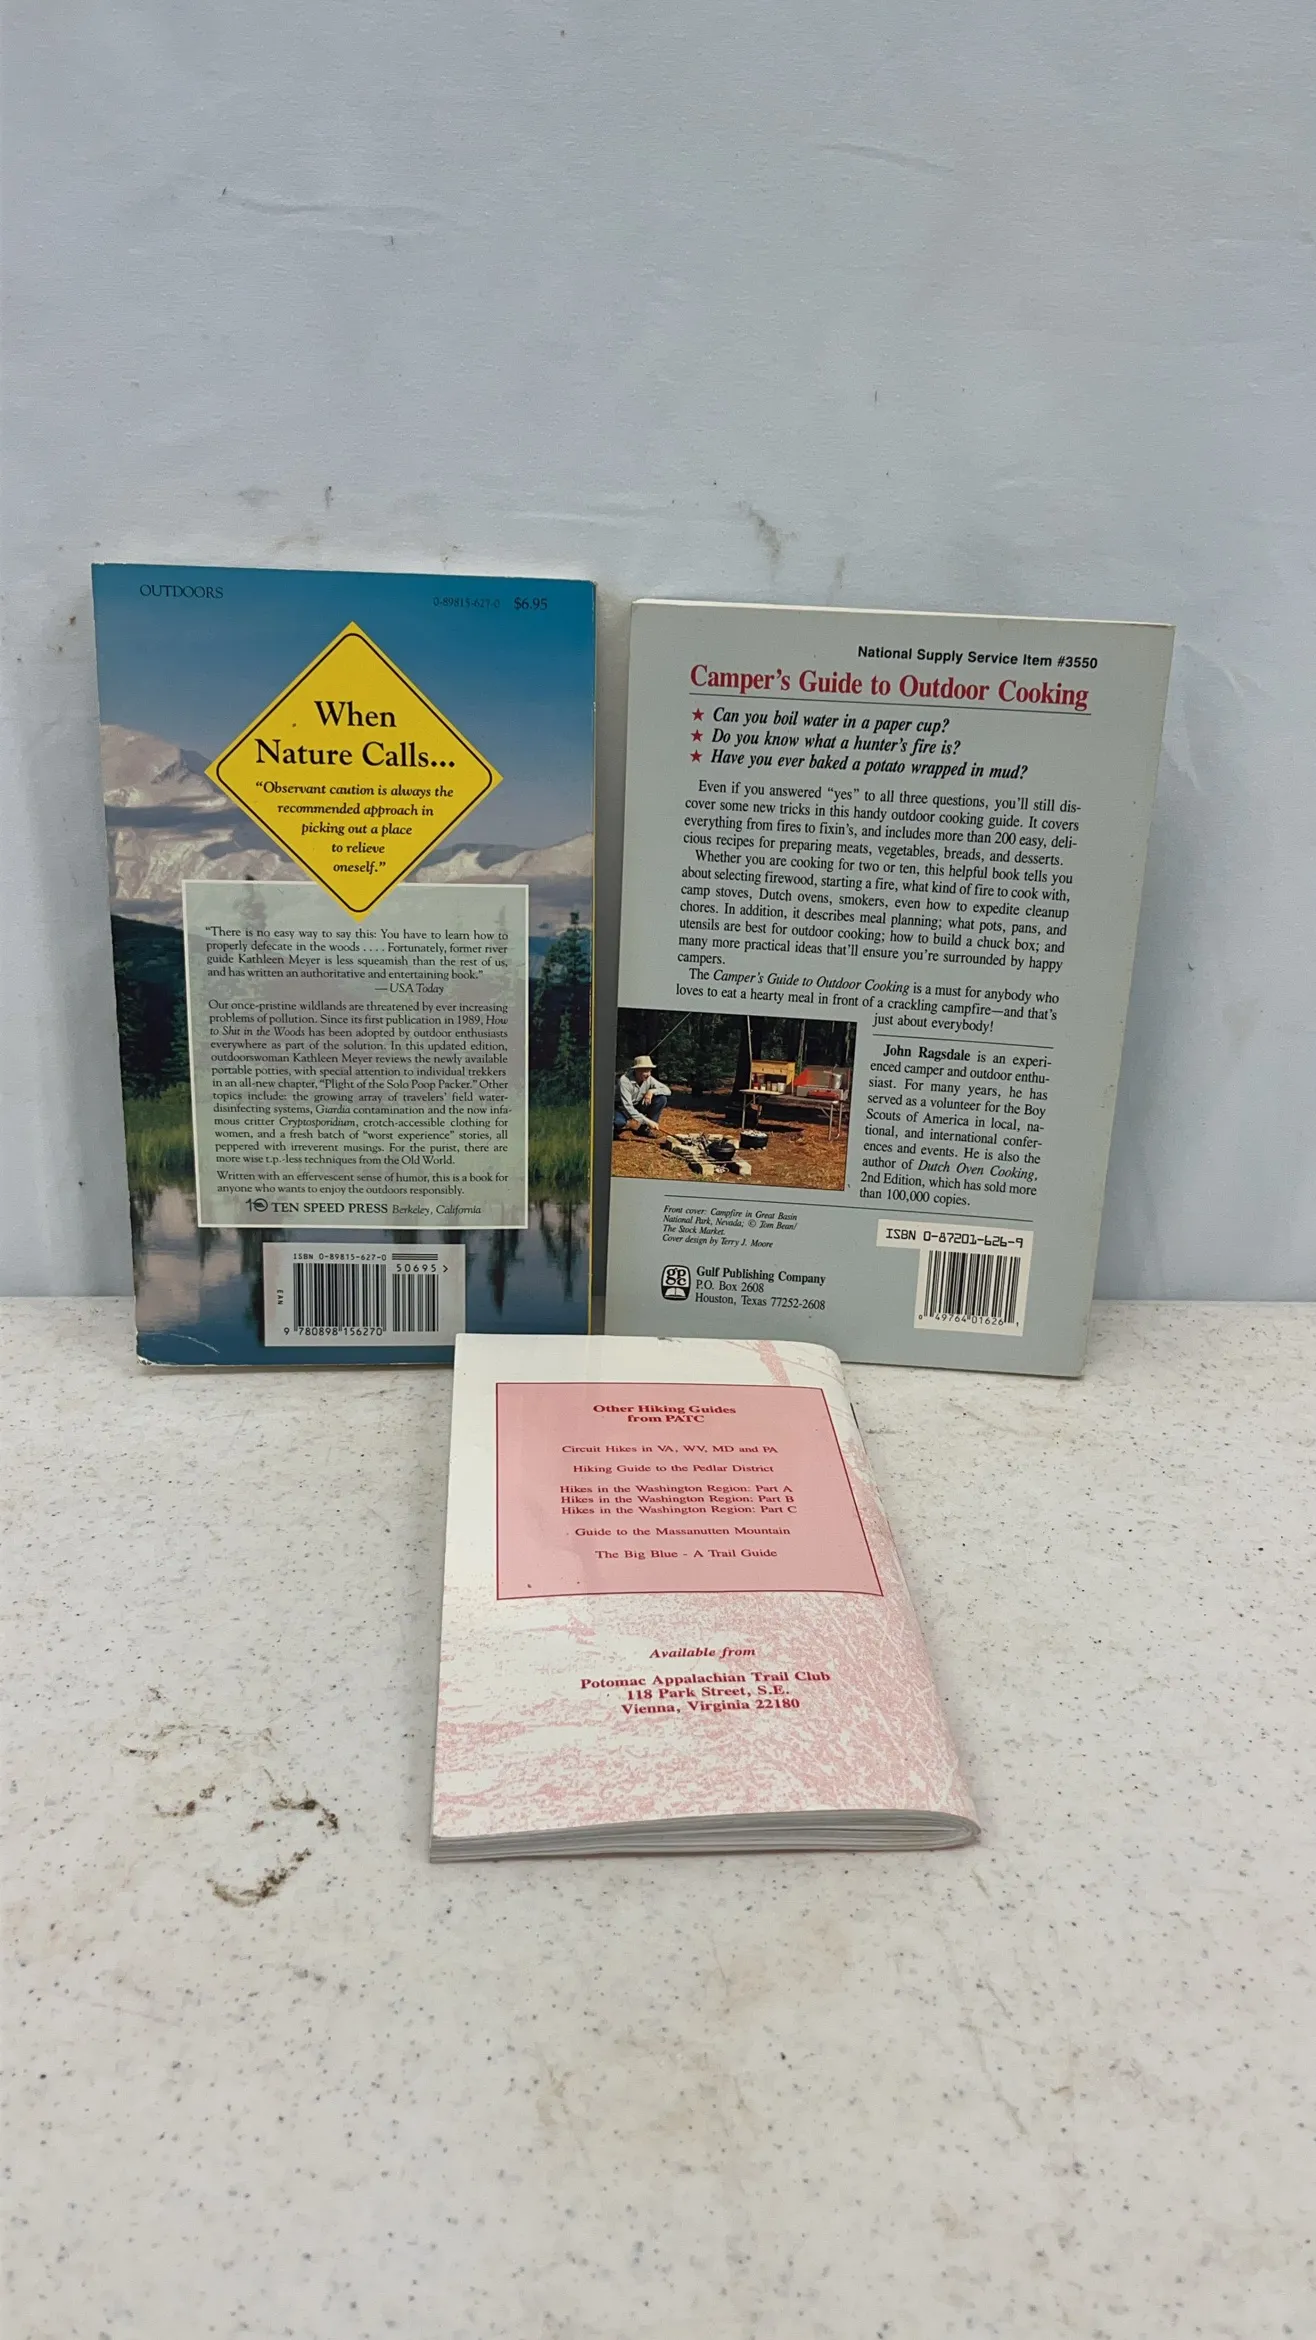 OUTDOORS
0-89815-627-0 $6.95
When
Nature Calls...
“Observant caution is always the
recommended approach in
picking out a place
to relieve
oneself.”
“There is no easy way to say this: You have to learn how to
properly defecate in the woods . . . . Fortunately, former river
guide Kathleen Meyer is less squeamish than the rest of us,
and has written an authoritative and entertaining book.”
—USA Today
Our once-pristine wildlands are threatened by ever increasing
problems of pollution. Since its first publication in 1989, How
to Shit in the Woods has been adopted by outdoor enthusiasts
everywhere as part of the solution. In this updated edition,
outdoorswoman Kathleen Meyer reviews the newly available
portable potties, with special attention to individual trekkers
in an all-new chapter, “Plight of the Solo Poop Packer.” Other
topics include: the growing array of travelers’ field water-
disinfecting systems, Giardia contamination and the now infa-
mous critter Cryptosporidium, crotch-accessible clothing for
women, and a fresh batch of “worst experience” stories, all
peppered with irreverent musings. For the purist, there are
more wise t.p.-less techniques from the Old World.
Written with an effervescent sense of humor, this is a book for
anyone who wants to enjoy the outdoors responsibly.
TEN SPEED PRESS Berkeley, California
ISBN 0-89815-627-0
50695 >
EAN
9 780898 156270
National Supply Service Item #3550
Camper's Guide to Outdoor Cooking
★ Can you boil water in a paper cup?
★ Do you know what a hunter's fire is?
★ Have you ever baked a potato wrapped in mud?
Even if you answered “yes” to all three questions, you'll still dis-
cover some new tricks in this handy outdoor cooking guide. It covers
everything from fires to fixin's, and includes more than 200 easy, deli-
cious recipes for preparing meats, vegetables, breads, and desserts.
Whether you are cooking for two or ten, this helpful book tells you
about selecting firewood, starting a fire, what kind of fire to cook with,
camp stoves, Dutch ovens, smokers, even how to expedite cleanup
chores. In addition, it describes meal planning; what pots, pans, and
utensils are best for outdoor cooking; how to build a chuck box; and
many more practical ideas that'll ensure you're surrounded by happy
campers.
The Camper's Guide to Outdoor Cooking is a must for anybody who
loves to eat a hearty meal in front of a crackling campfire—and that's
just about everybody!
John Ragsdale is an experi-
enced camper and outdoor enthu-
siast. For many years, he has
served as a volunteer for the Boy
Scouts of America in local, na-
tional, and international confer-
ences and events. He is also the
author of Dutch Oven Cooking,
2nd Edition, which has sold more
than 100,000 copies.
Front cover: Campfire in Great Basin
National Park, Nevada; © Tom Bean/
The Stock Market.
Cover design by Terry J. Moore
gp
pc
Gulf Publishing Company
P.O. Box 2608
Houston, Texas 77252-2608
ISBN 0-87201-626-9
0 49764 01626 1
Other Hiking Guides
from PATC
Circuit Hikes in VA, WV, MD and PA
Hiking Guide to the Pedlar District
Hikes in the Washington Region: Part A
Hikes in the Washington Region: Part B
Hikes in the Washington Region: Part C
Guide to the Massanutten Mountain
The Big Blue - A Trail Guide
Available from
Potomac Appalachian Trail Club
118 Park Street, S.E.
Vienna, Virginia 22180